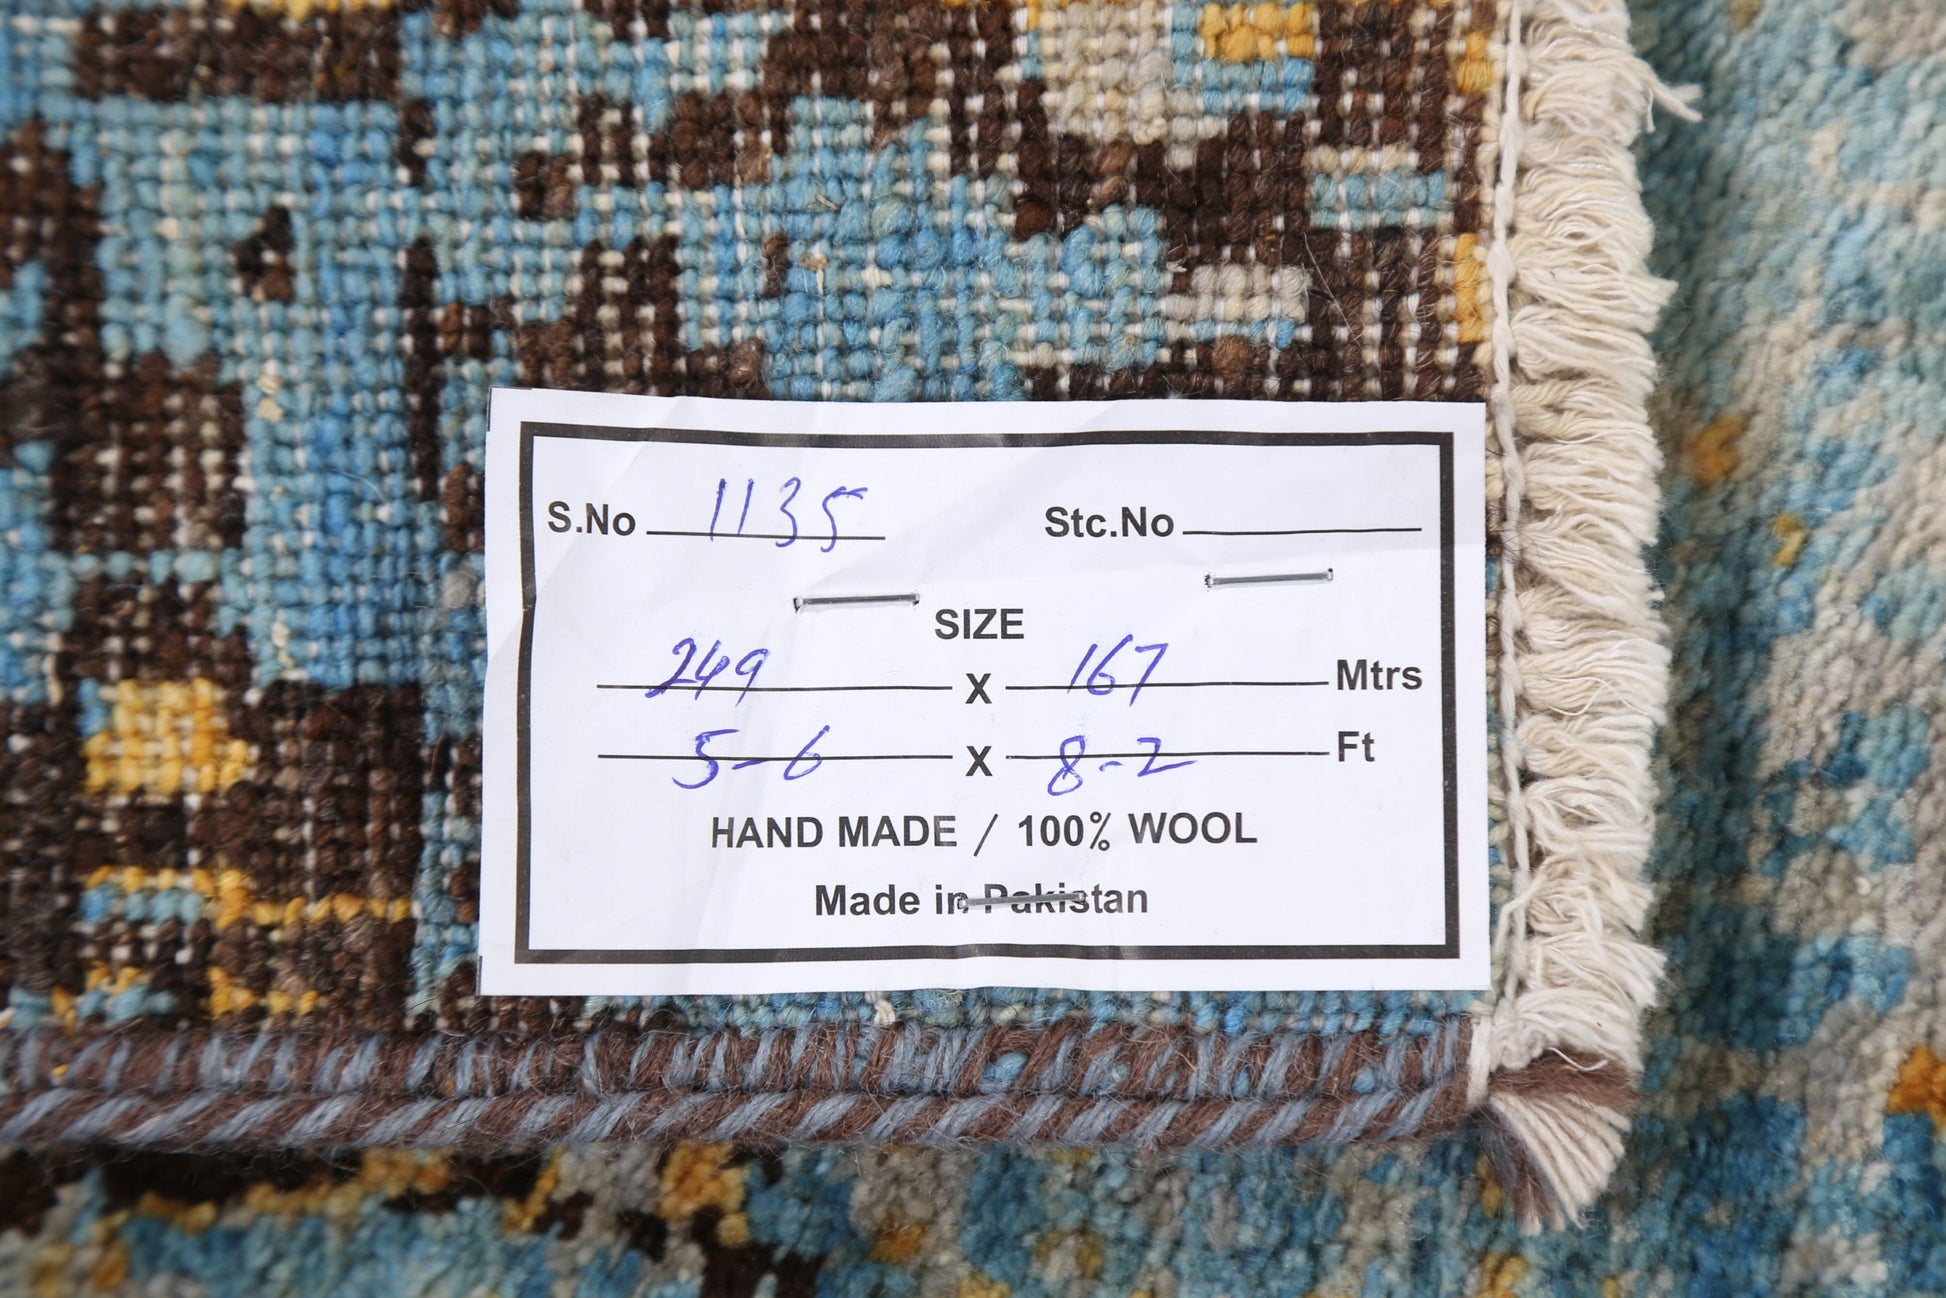 S.No 1135 Stc.No
SIZE
249 X 167 Mtrs
5-6 X 8-2 Ft
HAND MADE / 100% WOOL
Made in Pakistan